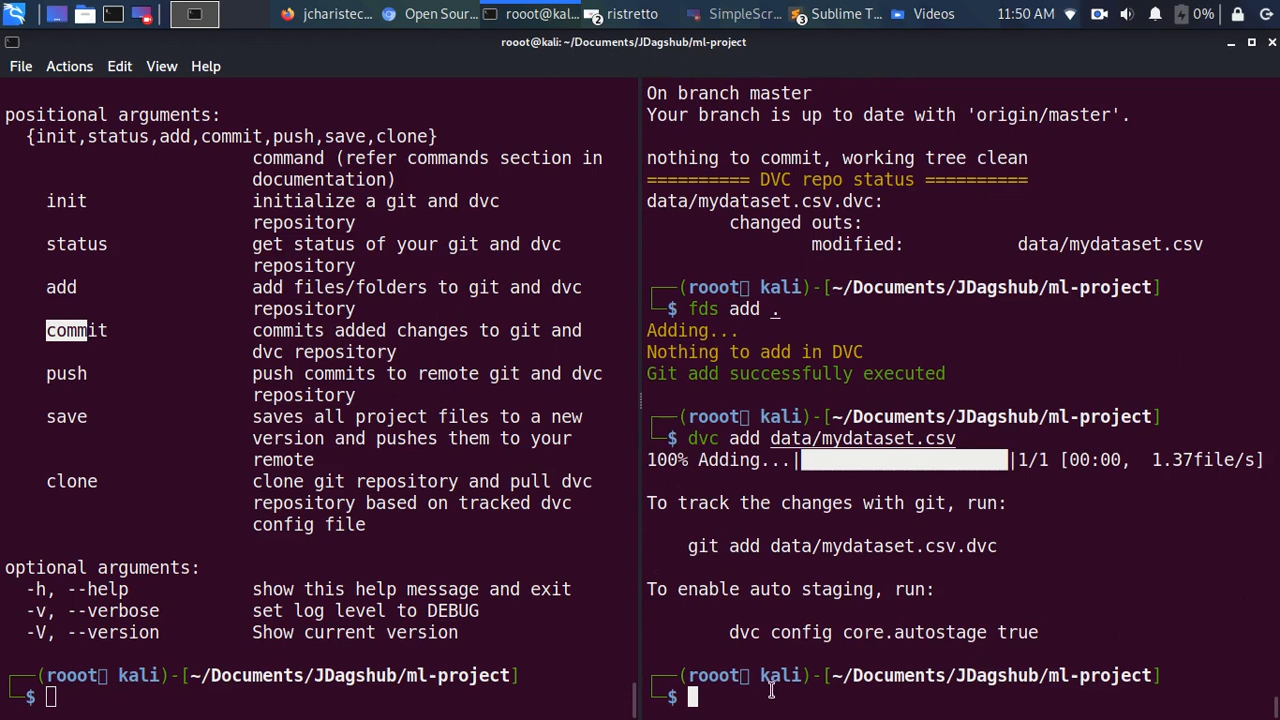 jcharistec... Open Sour... rooot@kal... 2 ristretto SimpleScr... 3 Sublime T... Videos 11:50 AM 0%
rooot@kali: ~/Documents/JDagshub/ml-project
File Actions Edit View Help
positional arguments:
{init,status,add,commit,push,save,clone}
command (refer commands section in
documentation)
init initialize a git and dvc
repository
status get status of your git and dvc
repository
add add files/folders to git and dvc
repository
commit commits added changes to git and
dvc repository
push push commits to remote git and dvc
repository
save saves all project files to a new
version and pushes them to your
remote
clone clone git repository and pull dvc
repository based on tracked dvc
config file
optional arguments:
-h, --help show this help message and exit
-v, --verbose set log level to DEBUG
-V, --version Show current version
┌──(rooot kali)-[~/Documents/JDagshub/ml-project]
└─$
On branch master
Your branch is up to date with 'origin/master'.
nothing to commit, working tree clean
========== DVC repo status ==========
data/mydataset.csv.dvc:
changed outs:
modified: data/mydataset.csv
┌──(rooot kali)-[~/Documents/JDagshub/ml-project]
└─$ fds add .
Adding...
Nothing to add in DVC
Git add successfully executed
┌──(rooot kali)-[~/Documents/JDagshub/ml-project]
└─$ dvc add data/mydataset.csv
100% Adding...|██████████|1/1 [00:00, 1.37file/s]
To track the changes with git, run:
git add data/mydataset.csv.dvc
To enable auto staging, run:
dvc config core.autostage true
┌──(rooot kali)-[~/Documents/JDagshub/ml-project]
└─$